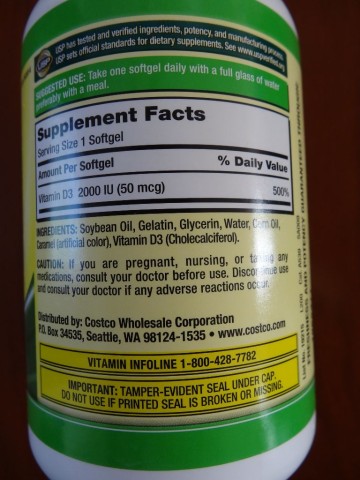 USP has tested and verified ingredients, potency, and manufacturing process.
USP sets official standards for dietary supplements. See www.uspverified.org
SUGGESTED USE: Take one softgel daily with a full glass of water
preferably with a meal.
Supplement Facts
Serving Size 1 Softgel
Amount Per Softgel % Daily Value
Vitamin D3 2000 IU (50 mcg) 500%
INGREDIENTS: Soybean Oil, Gelatin, Glycerin, Water, Corn Oil,
Caramel (artificial color), Vitamin D3 (Cholecalciferol).
CAUTION: If you are pregnant, nursing, or taking any
medications, consult your doctor before use. Discontinue use
and consult your doctor if any adverse reactions occur.
Distributed by: Costco Wholesale Corporation
P.O. Box 34535, Seattle, WA 98124-1535 • www.costco.com
VITAMIN INFOLINE 1-800-428-7782
IMPORTANT: TAMPER-EVIDENT SEAL UNDER CAP.
DO NOT USE IF PRINTED SEAL IS BROKEN OR MISSING.